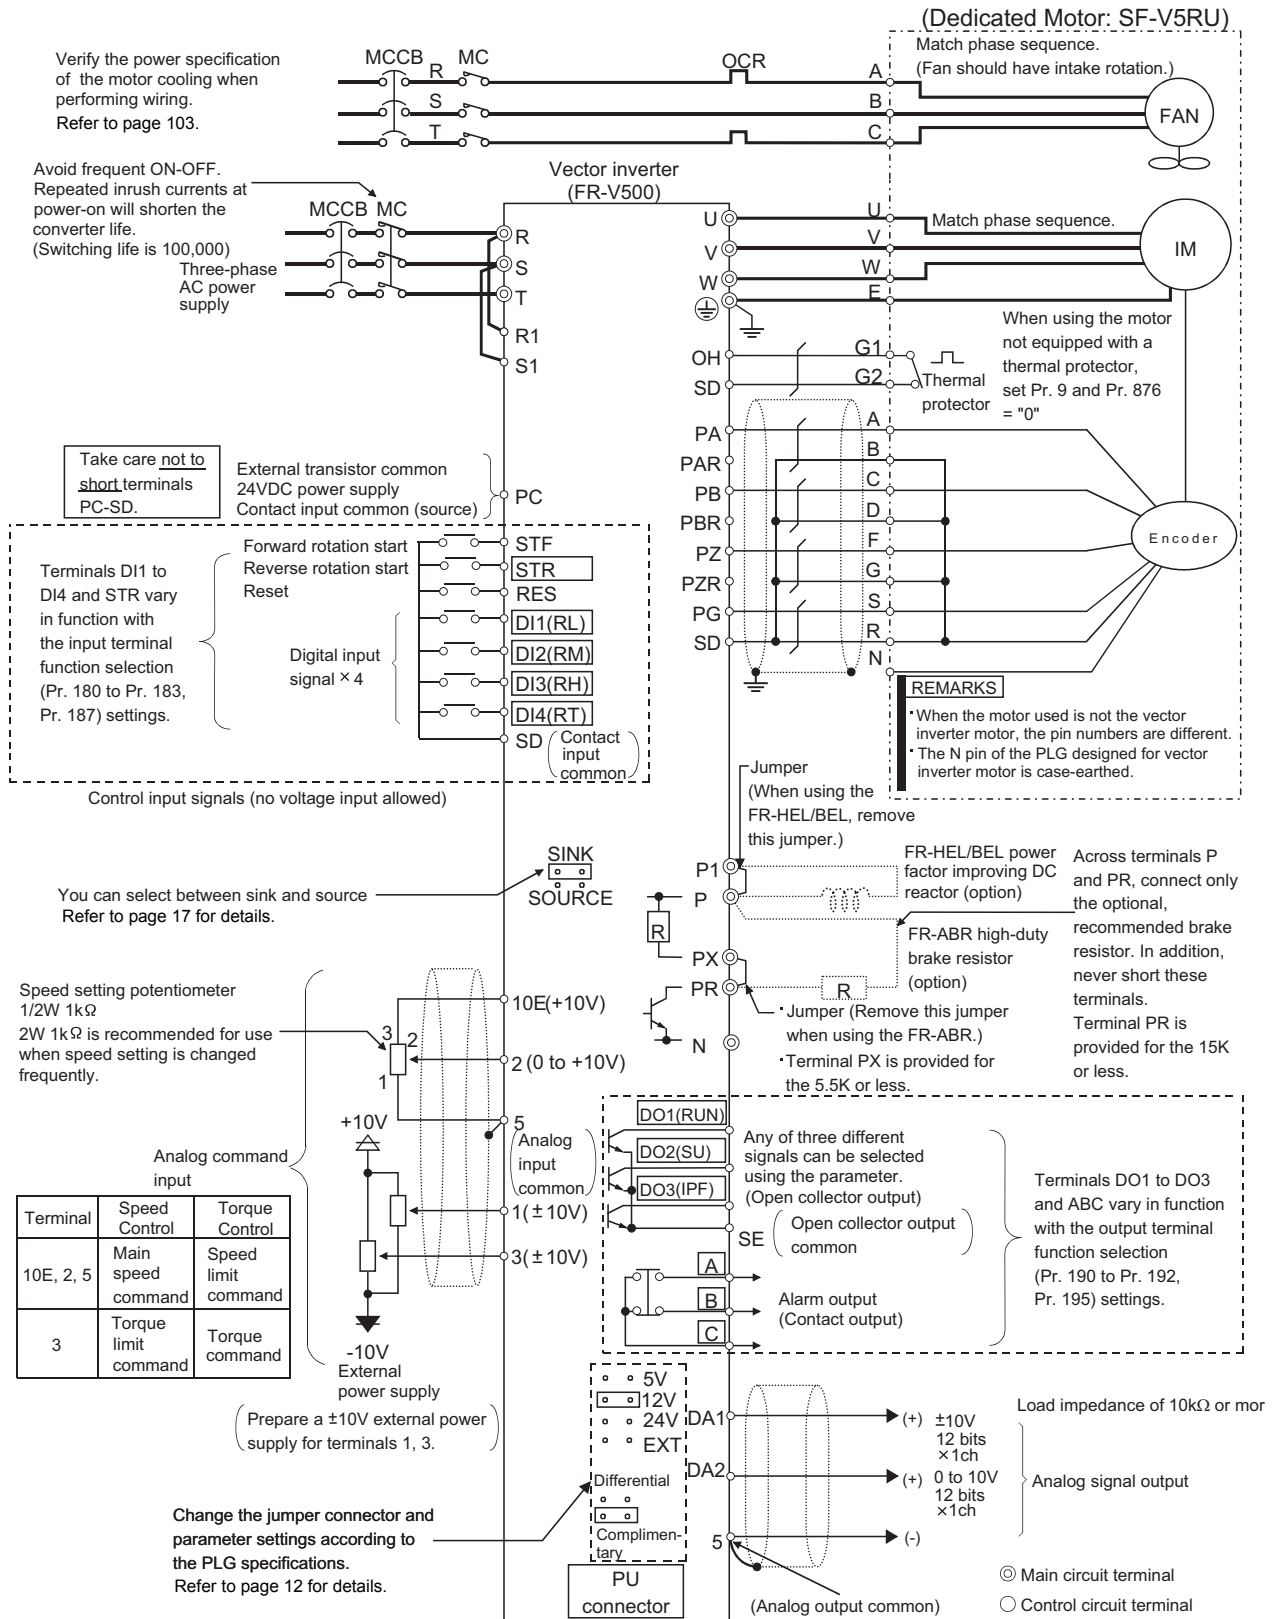 (Dedicated Motor: SF-V5RU)
Verify the power specification
of the motor cooling when
performing wiring.
Refer to page 103.
MCCB
MC
R
S
T
OCR
A
B
C
Match phase sequence.
(Fan should have intake rotation.)
FAN
Avoid frequent ON-OFF.
Repeated inrush currents at
power-on will shorten the
converter life.
(Switching life is 100,000)
Three-phase
AC power
supply
MCCB MC
Vector inverter
(FR-V500)
R
S
T
R1
S1
U
V
W
U
V
W
E
Match phase sequence.
IM
OH
SD
G1
G2
Thermal
protector
When using the motor
not equipped with a
thermal protector,
set Pr. 9 and Pr. 876
= "0"
Take care not to
short terminals
PC-SD.
External transistor common
24VDC power supply
Contact input common (source)
PC
PA
PAR
PB
PBR
PZ
PZR
PG
SD
A
B
C
D
F
G
S
R
N
Encoder
Terminals DI1 to
DI4 and STR vary
in function with
the input terminal
function selection
(Pr. 180 to Pr. 183,
Pr. 187) settings.
Forward rotation start
Reverse rotation start
Reset
Digital input
signal ×4
STF
STR
RES
DI1(RL)
DI2(RM)
DI3(RH)
DI4(RT)
SD
Contact
input
common
Control input signals (no voltage input allowed)
REMARKS
･When the motor used is not the vector
inverter motor, the pin numbers are different.
･The N pin of the PLG designed for vector
inverter motor is case-earthed.
Jumper
(When using the
FR-HEL/BEL, remove
this jumper.)
SINK
SOURCE
You can select between sink and source
Refer to page 17 for details.
P1
P
R
PX
PR
N
FR-HEL/BEL power
factor improving DC
reactor (option)
FR-ABR high-duty
brake resistor
(option)
R
Across terminals P
and PR, connect only
the optional,
recommended brake
resistor. In addition,
never short these
terminals.
Terminal PR is
provided for the 15K
or less.
･Jumper (Remove this jumper
when using the FR-ABR.)
･Terminal PX is provided for
the 5.5K or less.
Speed setting potentiometer
1/2W 1kΩ
2W 1kΩ is recommended for use
when speed setting is changed
frequently.
3
2
1
10E(+10V)
2 (0 to +10V)
5
Analog
input
common
1(±10V)
3(±10V)
+10V
-10V
External
power supply
Analog command
input
Terminal
Speed
Control
Torque
Control
10E, 2, 5
Main
speed
command
Speed
limit
command
3
Torque
limit
command
Torque
command
(Prepare a ±10V external power
supply for terminals 1, 3.)
DO1(RUN)
DO2(SU)
DO3(IPF)
SE
Any of three different
signals can be selected
using the parameter.
(Open collector output)
Open collector output
common
A
B
C
Alarm output
(Contact output)
Terminals DO1 to DO3
and ABC vary in function
with the output terminal
function selection
(Pr. 190 to Pr. 192,
Pr. 195) settings.
5V
12V
24V
EXT
Differential
Complimen-
tary
PU
connector
Change the jumper connector and
parameter settings according to
the PLG specifications.
Refer to page 12 for details.
DA1
DA2
5
(+)
±10V
12 bits
×1ch
(+)
0 to 10V
12 bits
×1ch
(-)
Load impedance of 10kΩ or mor
Analog signal output
(Analog output common)
Main circuit terminal
Control circuit terminal